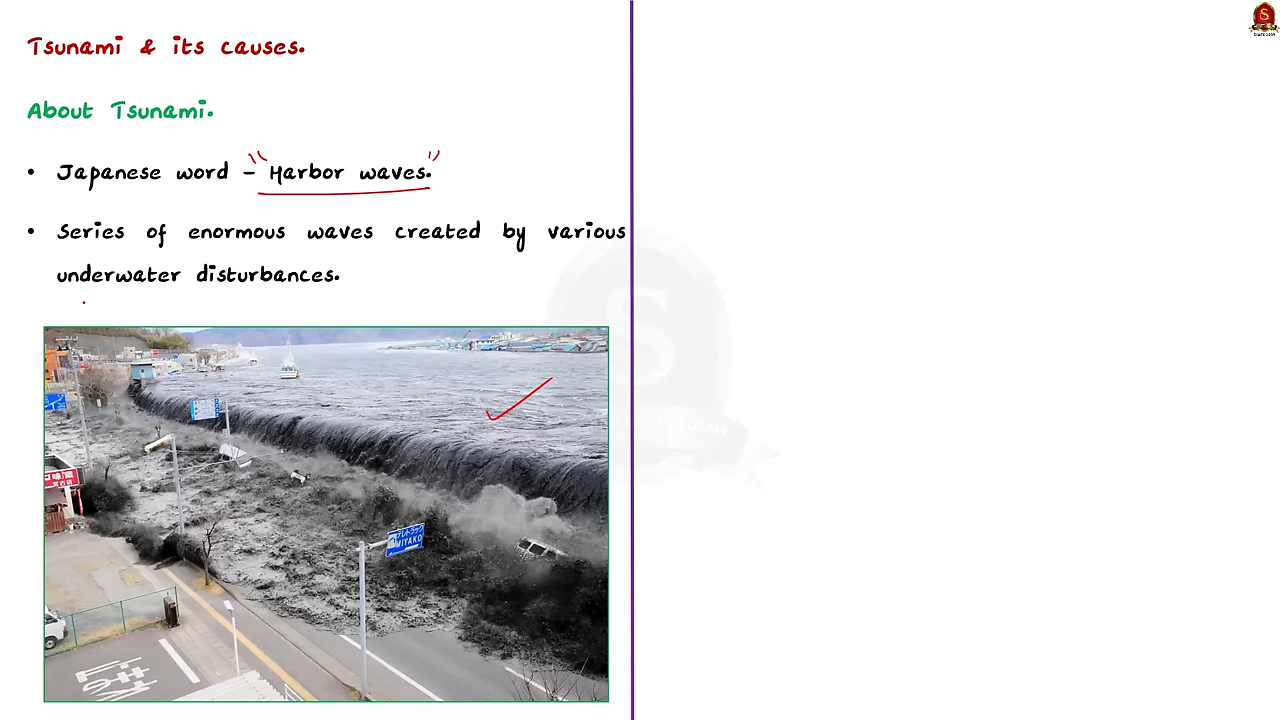 Tsunami & its causes.
About Tsunami.
• Japanese word - "Harbor waves."
• Series of enormous waves created by various
underwater disturbances.
MIYAKO
S
ACADEMY